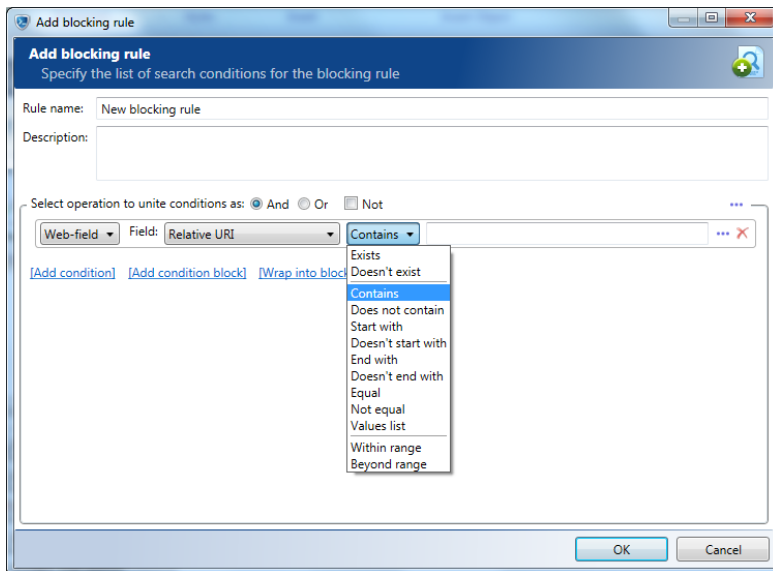 Add blocking rule
Add blocking rule
Specify the list of search conditions for the blocking rule
Rule name: New blocking rule
Description:
Select operation to unite conditions as: And Or Not
Web-field Field: Relative URI Contains
Exists
[Add condition] [Add condition block] [Wrap into block
Doesn't exist
Contains
Does not contain
Start with
Doesn't start with
End with
Doesn't end with
Equal
Not equal
Values list
Within range
Beyond range
OK Cancel